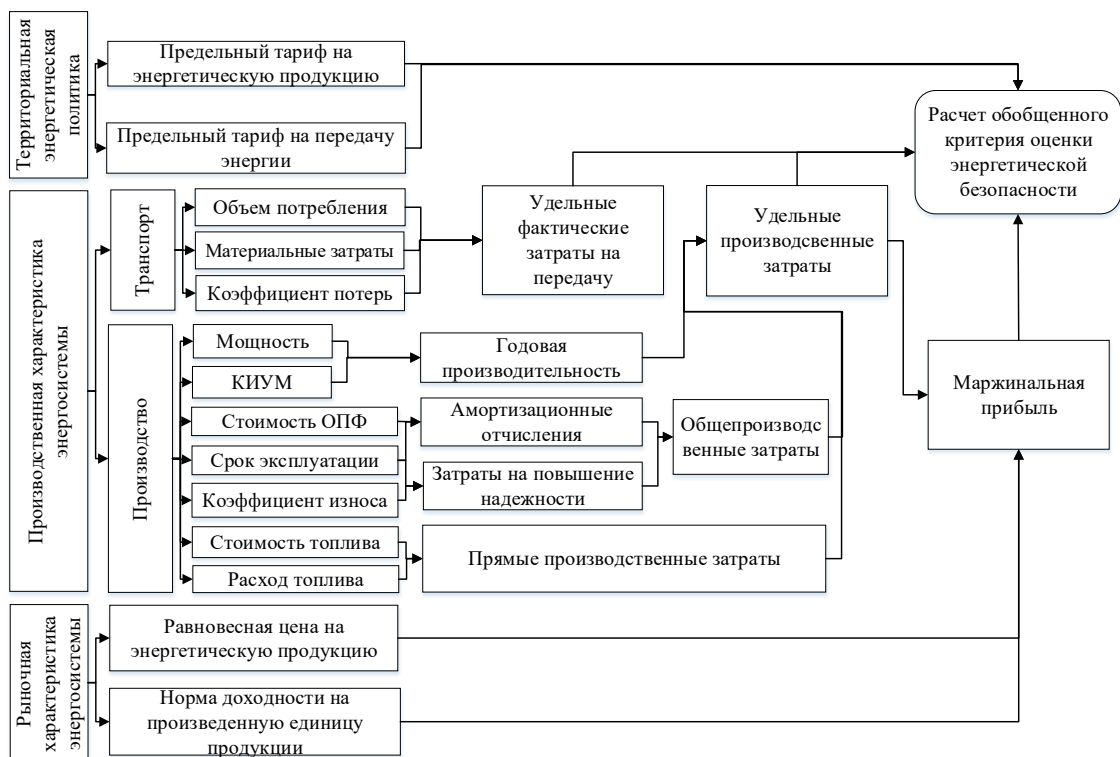 Территориальная
энергетическая
политика
Предельный тариф на
энергетическую продукцию
Предельный тариф на передачу
энергии
Расчет обобщенного
критерия оценки
энергетической
безопасности
Производственная характеристика
энергосистемы
Транспорт
Объем потребления
Материальные затраты
Коэффициент потерь
Удельные
фактические
затраты на
передачу
Удельные
производсвенные
затраты
Производство
Мощность
КИУМ
Годовая
производительность
Маржинальная
прибыль
Стоимость ОПФ
Срок эксплуатации
Коэффициент износа
Амортизационные
отчисления
Затраты на повышение
надежности
Общепроизводс
венные затраты
Стоимость топлива
Расход топлива
Прямые производственные затраты
Рыночная
характеристика
энергосистемы
Равновесная цена на
энергетическую продукцию
Норма доходности на
произведенную единицу
продукции